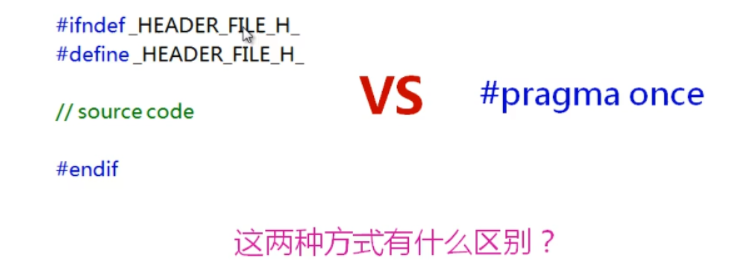 #ifndef _HEADER_FILE_H_
#define _HEADER_FILE_H_
// source code
#endif
VS
#pragma once
这两种方式有什么区别？